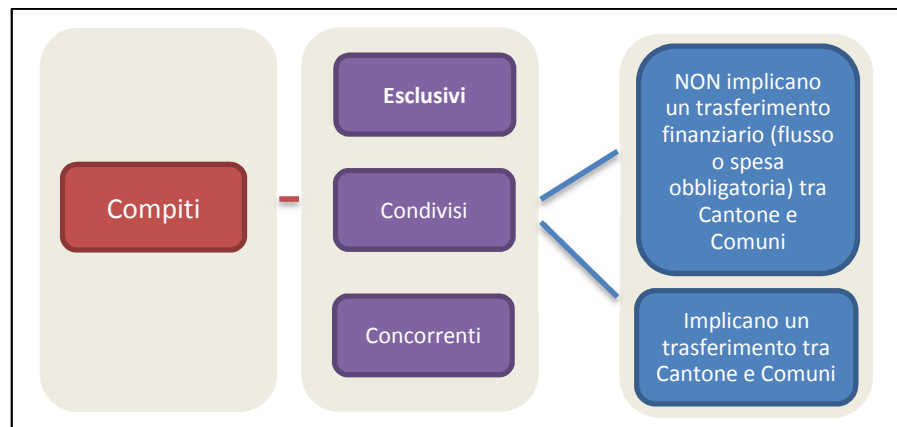 Compiti
Esclusivi
Condivisi
Concorrenti
NON implicano
un trasferimento
finanziario (flusso
o spesa
obbligatoria) tra
Cantone e
Comuni
Implicano un
trasferimento tra
Cantone e Comuni